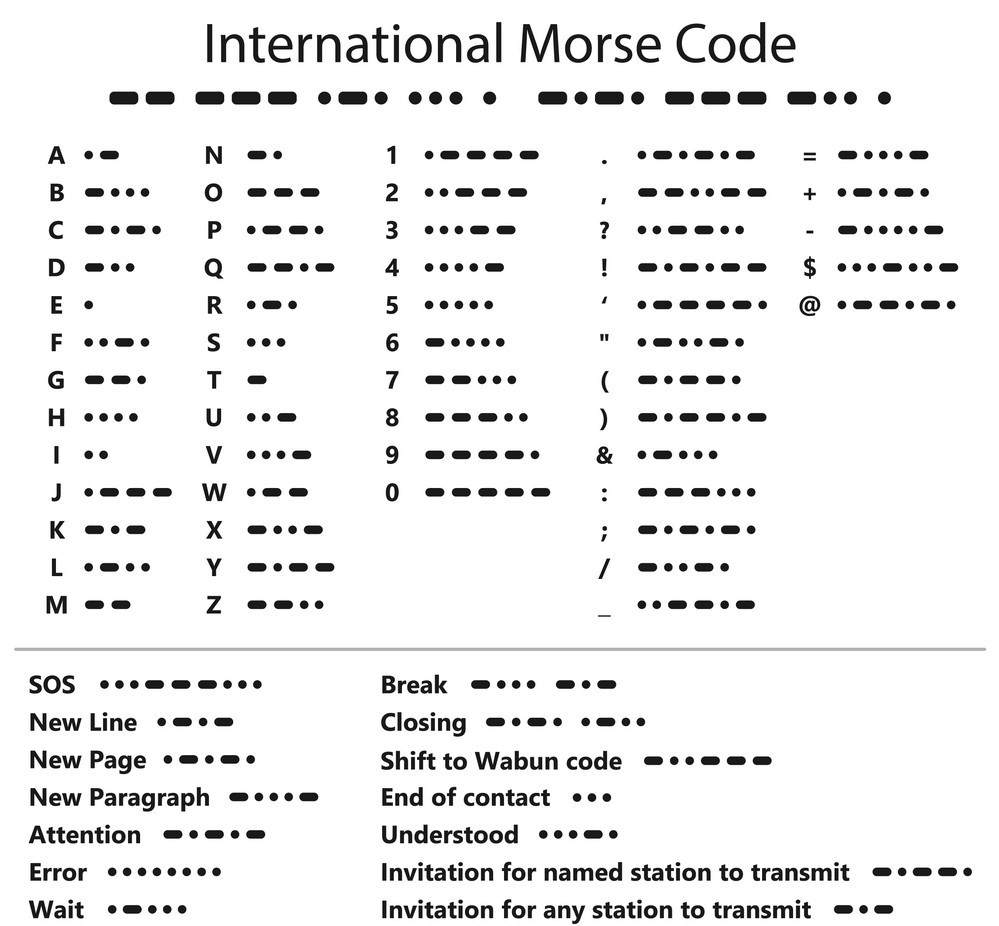 International Morse Code
−− −−− •−• ••• • −•−• −−− −•• •
A •− N −• 1 •−−−− . •−•−•− = −•••−
B −••• O −−− 2 ••−−− , −−••−− + •−•−•
C −•−• P •−−• 3 •••−− ? ••−−•• - −••••−
D −•• Q −−•− 4 ••••− ! −•−•−− $ •••−••−
E • R •−• 5 ••••• ‘ •−−−−• @ •−−•−•
F ••−• S ••• 6 −•••• " •−••−•
G −−• T − 7 −−••• ( −•−−•
H •••• U ••− 8 −−−•• ) −•−−•−
I •• V •••− 9 −−−−• & •−•••
J •−−− W •−− 0 −−−−− : −−−•••
K −•− X −••− ; −•−•−•
L •−•• Y −•−− / −••−•
M −− Z −−•• _ ••−−•−
SOS •••−−−•••
New Line •−•−
New Page •−•−•
New Paragraph −•••−
Attention −•−•−
Error ••••••••
Wait •−•••
Break −••• −•−
Closing −•−• •−••
Shift to Wabun code −••−−−
End of contact •••
Understood •••−•
Invitation for named station to transmit −•−−•
Invitation for any station to transmit −•−